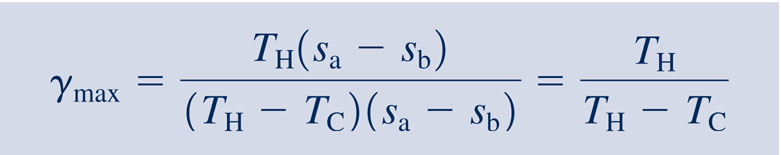 γmax = TH(sa − sb) / (TH − TC)(sa − sb) = TH / TH − TC